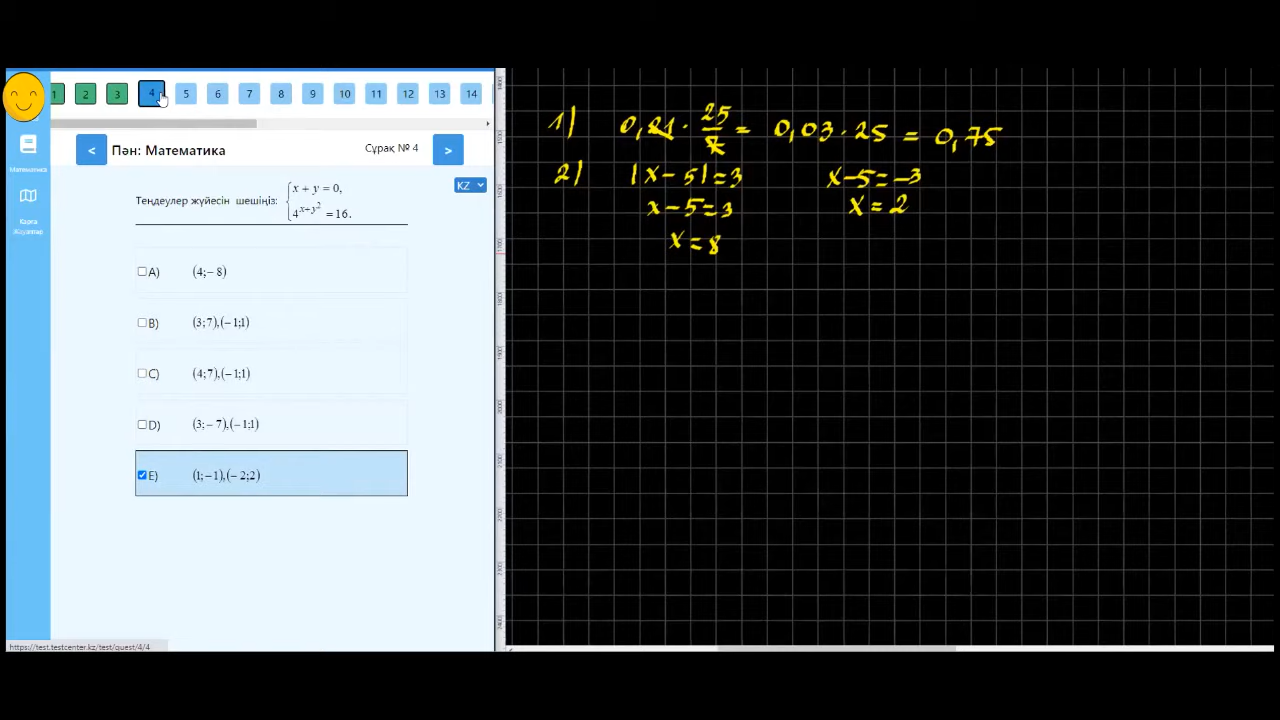 1 2 3 4 5 6 7 8 9 10 11 12 13 14
< Пән: Математика Сұрақ № 4 >
Математика
Карта
KZ
Теңдеулер жүйесін шешіңіз: x + y = 0,
4^{x+y^2} = 16.
A) (4;− 8)
B) (3;7),(−1;1)
C) (4;7),(−1;1)
D) (3;− 7),(−1;1)
E) (1;−1),(− 2;2)
https://test.testcenter.kz/test/quest/4/4
1) 0,21 · 25/7 = 0,03 · 25 = 0,75
2) |x − 5| = 3 x − 5 = −3
x − 5 = 3 x = 2
x = 8